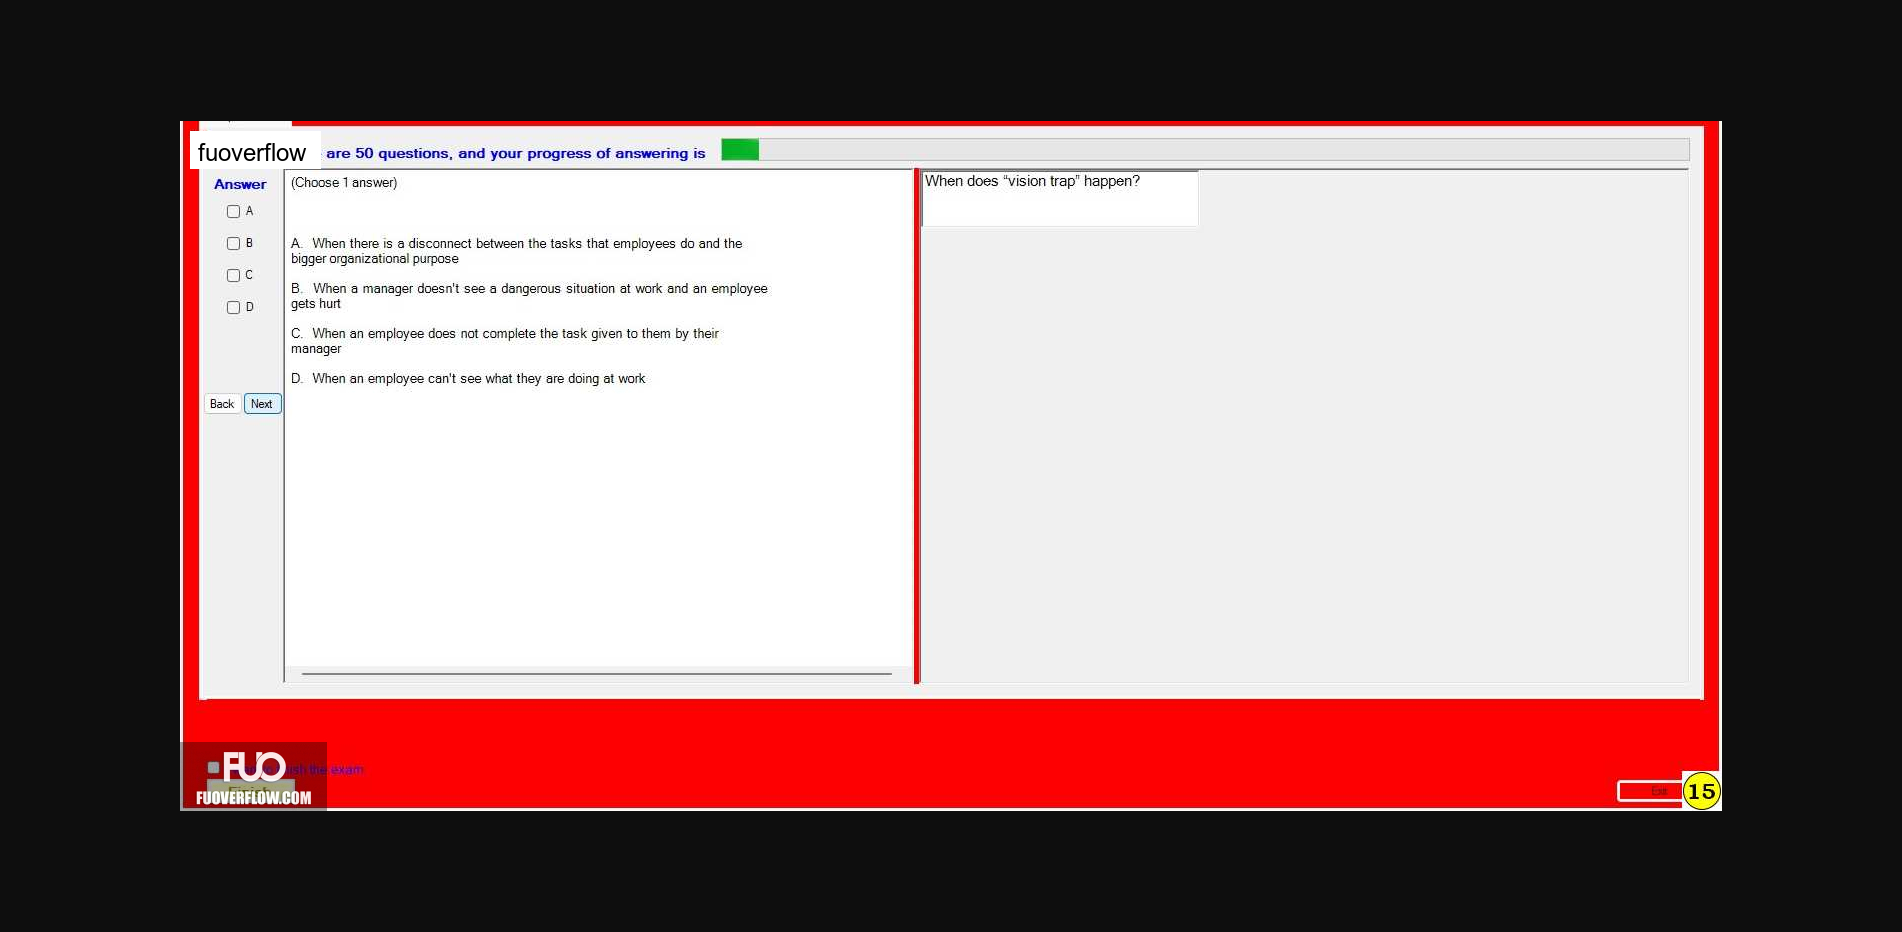 fuoverflow are 50 questions, and your progress of answering is
Answer
(Choose 1 answer)
When does “vision trap” happen?
A
B
C
D
A. When there is a disconnect between the tasks that employees do and the
bigger organizational purpose
B. When a manager doesn't see a dangerous situation at work and an employee
gets hurt
C. When an employee does not complete the task given to them by their
manager
D. When an employee can't see what they are doing at work
Back Next
FUO
the exam
FUOVERFLOW.COM
Exit
15